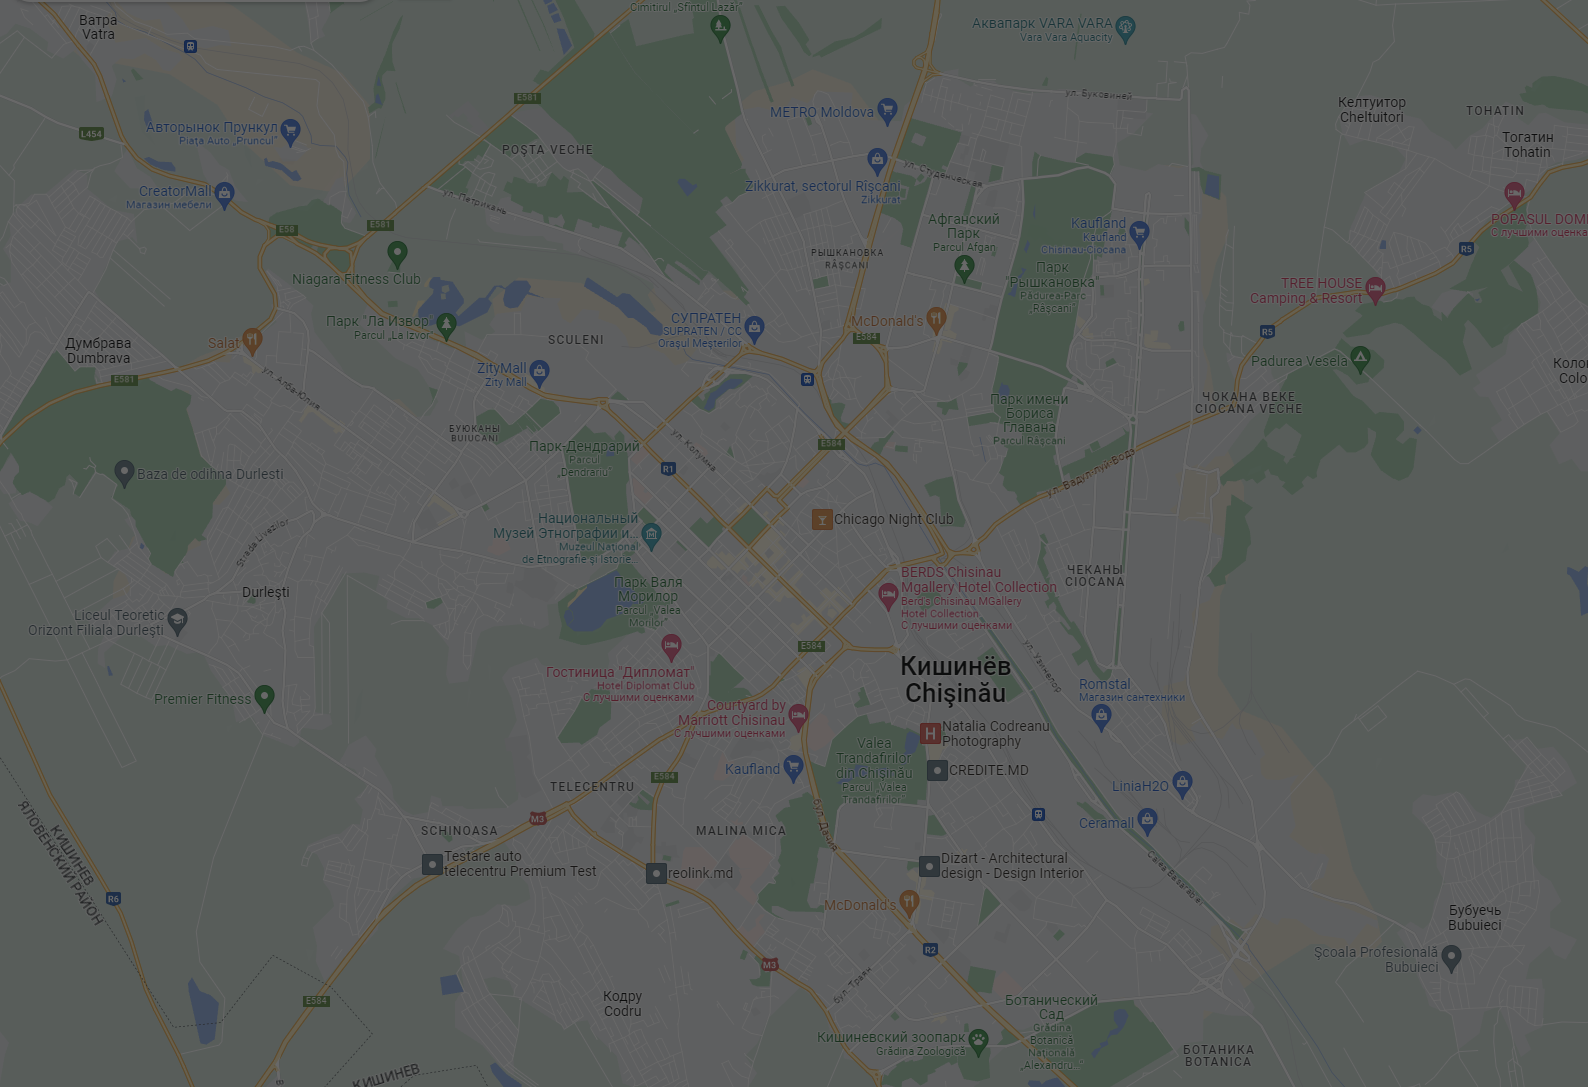 Cimitirul „Sfîntul Lazăr"
Ватра
Vatra
Аквапарк VARA VARA
Vara Vara Aquacity
E581
ул. Буковиней
METRO Moldova
Келтуитор
Cheltuitori
TOHATIN
Авторынок Прункул
Piața Auto „Pruncul"
L454
POȘTA VECHE
Тогатин
Tohatin
ул. Студенческая
CreatorMall
Магазин мебели
Zikkurat, sectorul Rîșcani
Zikkurat
ул. Петрикань
POPASUL DOM
С лучшими оценка
Афганский
Парк
Parcul Afgan
Kaufland
Kaufland
Chisinau-Ciocana
E58
E581
РЫШКАНОВКА
RÂȘCANI
R5
Niagara Fitness Club
Парк
"Рышкановка"
Pădurea-Parc
„Râșcani"
TREE HOUSE
Camping & Resort
Парк "Ла Извор"
Parcul „La Izvor"
СУПРАТЕН
SUPRATEN / CC
Orașul Meșterilor
McDonald's
E584
R5
Думбрава
Dumbrava
Salat
SCULENI
Padurea Vesela
Коло
Colo
E581
ул. Алба-Юлия
ZityMall
Zity Mall
ЧОКАНА ВЕКЕ
CIOCANA VECHE
Парк имени
Бориса
Главана
Parcul Râșcani
БУЮКАНЫ
BUIUCANI
Парк-Дендрарий
Parcul
„Dendrariu"
ул. Колумна
E584
R1
ул. Вадул-луй-Водэ
Baza de odihna Durlesti
Chicago Night Club
Национальный
Музей Этнографии и...
Muzeul Național
de Etnografie și Istorie...
Strada Livezilor
ЧЕКАНЫ
CIOCANA
BERDS Chisinau
Mgallery Hotel Collection
Berd's Chisinau MGallery
Hotel Collection
С лучшими оценками
Durlești
Парк Валя
Морилор
Parcul „Valea
Morilor"
Liceul Teoretic
Orizont Filiala Durlești
E584
ул. Узинелор
Кишинёв
Chișinău
Гостиница "Дипломат"
Hotel Diplomat Club
С лучшими оценками
Premier Fitness
Romstal
Магазин сантехники
Courtyard by
Marriott Chisinau
С лучшими оценками
Natalia Codreanu
Photography
Valea
Trandafirilor
din Chișinău
Parcul „Valea
Trandafirilor"
Kaufland
CREDITE.MD
E584
TELECENTRU
LiniaH2O
M3
бул. Дачия
Ceramall
SCHINOASA
MALINA MICA
КИШИНЕВ
ЯЛОВЕНСКИЙ РАЙОН
Testare auto
telecentru Premium Test
reolink.md
Dizart - Architectural
design - Design Interior
Calea Basarabiei
R6
McDonald's
Бубуечь
Bubuieci
R2
Școala Profesională
Bubuieci
M3
бул. Траян
E584
Кодру
Codru
Ботанический
Сад
Grădina
Botanică
Națională
„Alexandru...
Кишиневский зоопарк
Grădina Zoologică
БОТАНИКА
BOTANICA
КИШИНЕВ